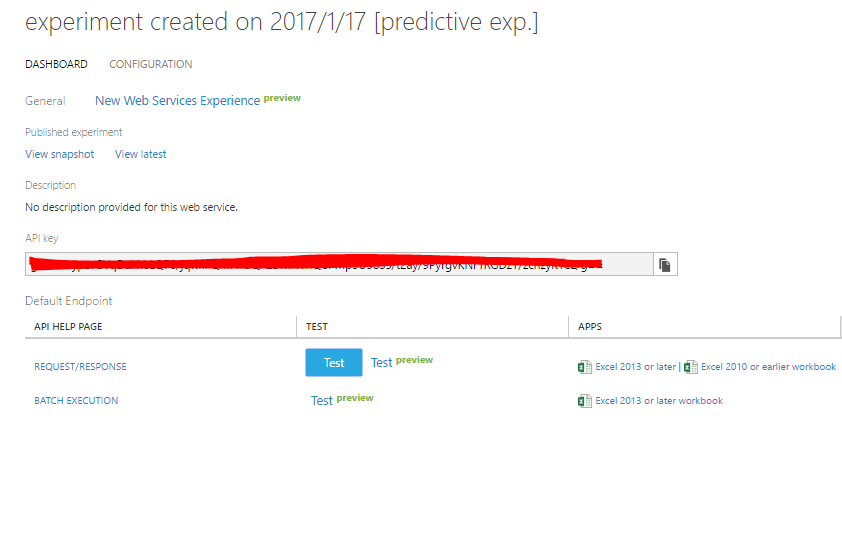 experiment created on 2017/1/17 [predictive exp.]
DASHBOARD CONFIGURATION
General New Web Services Experience preview
Published experiment
View snapshot View latest
Description
No description provided for this web service.
API key
Default Endpoint
API HELP PAGE TEST APPS
REQUEST/RESPONSE Test Test preview Excel 2013 or later | Excel 2010 or earlier workbook
BATCH EXECUTION Test preview Excel 2013 or later workbook